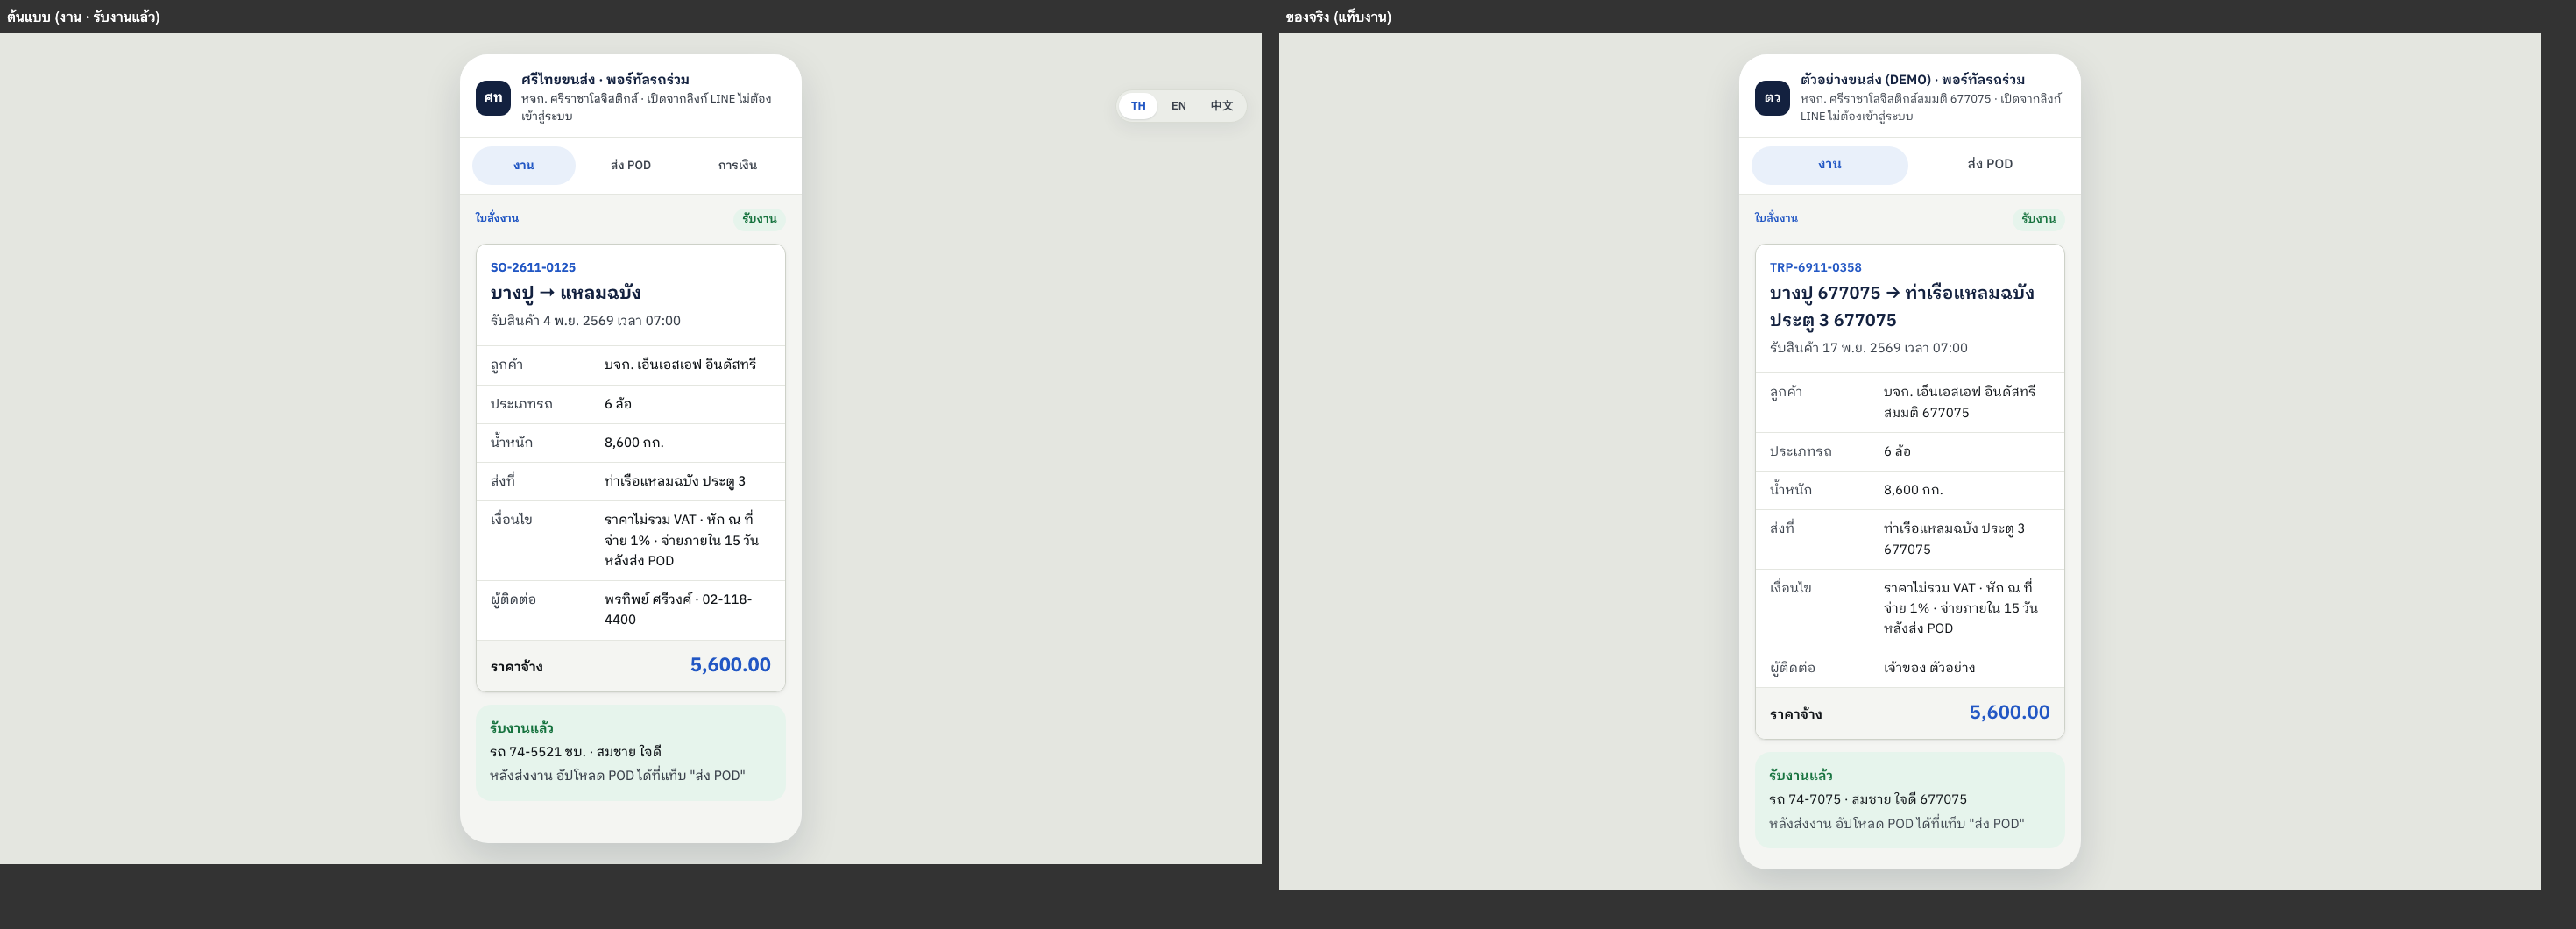 ต้นแบบ (งาน · รับงานแล้ว)
ศท
ศรีไทยขนส่ง · พอร์ทัลรถร่วม
หจก. ศรีราชาโลจิสติกส์ · เปิดจากลิงก์ LINE ไม่ต้อง
เข้าสู่ระบบ
TH EN 中文
งาน ส่ง POD การเงิน
ใบสั่งงาน รับงาน
SO-2611-0125
บางปู → แหลมฉบัง
รับสินค้า 4 พ.ย. 2569 เวลา 07:00
ลูกค้า บจก. เอ็นเอสเอฟ อินดัสทรี
ประเภทรถ 6 ล้อ
น้ำหนัก 8,600 กก.
ส่งที่ ท่าเรือแหลมฉบัง ประตู 3
เงื่อนไข ราคาไม่รวม VAT · หัก ณ ที่
จ่าย 1% · จ่ายภายใน 15 วัน
หลังส่ง POD
ผู้ติดต่อ พรทิพย์ ศรีวงศ์ · 02-118-
4400
ราคาจ้าง 5,600.00
รับงานแล้ว
รถ 74-5521 ชบ. · สมชาย ใจดี
หลังส่งงาน อัปโหลด POD ได้ที่แท็บ "ส่ง POD"
ของจริง (แท็บงาน)
ตว
ตัวอย่างขนส่ง (DEMO) · พอร์ทัลรถร่วม
หจก. ศรีราชาโลจิสติกส์สมมติ 677075 · เปิดจากลิงก์
LINE ไม่ต้องเข้าสู่ระบบ
งาน ส่ง POD
ใบสั่งงาน รับงาน
TRP-6911-0358
บางปู 677075 → ท่าเรือแหลมฉบัง
ประตู 3 677075
รับสินค้า 17 พ.ย. 2569 เวลา 07:00
ลูกค้า บจก. เอ็นเอสเอฟ อินดัสทรี
สมมติ 677075
ประเภทรถ 6 ล้อ
น้ำหนัก 8,600 กก.
ส่งที่ ท่าเรือแหลมฉบัง ประตู 3
677075
เงื่อนไข ราคาไม่รวม VAT · หัก ณ ที่
จ่าย 1% · จ่ายภายใน 15 วัน
หลังส่ง POD
ผู้ติดต่อ เจ้าของ ตัวอย่าง
ราคาจ้าง 5,600.00
รับงานแล้ว
รถ 74-7075 · สมชาย ใจดี 677075
หลังส่งงาน อัปโหลด POD ได้ที่แท็บ "ส่ง POD"